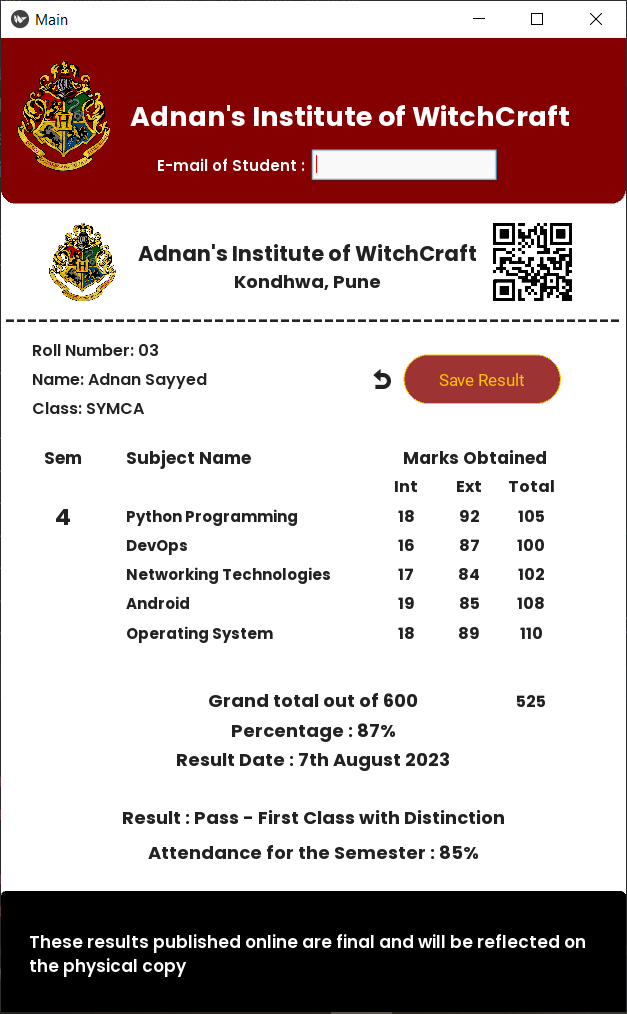 Main
Adnan's Institute of WitchCraft
E-mail of Student :
Adnan's Institute of WitchCraft
Kondhwa, Pune
Roll Number: 03
Name: Adnan Sayyed
Save Result
Class: SYMCA
Sem Subject Name Marks Obtained
Int Ext Total
4 Python Programming 18 92 105
DevOps 16 87 100
Networking Technologies 17 84 102
Android 19 85 108
Operating System 18 89 110
Grand total out of 600 525
Percentage : 87%
Result Date : 7th August 2023
Result : Pass - First Class with Distinction
Attendance for the Semester : 85%
These results published online are final and will be reflected on
the physical copy